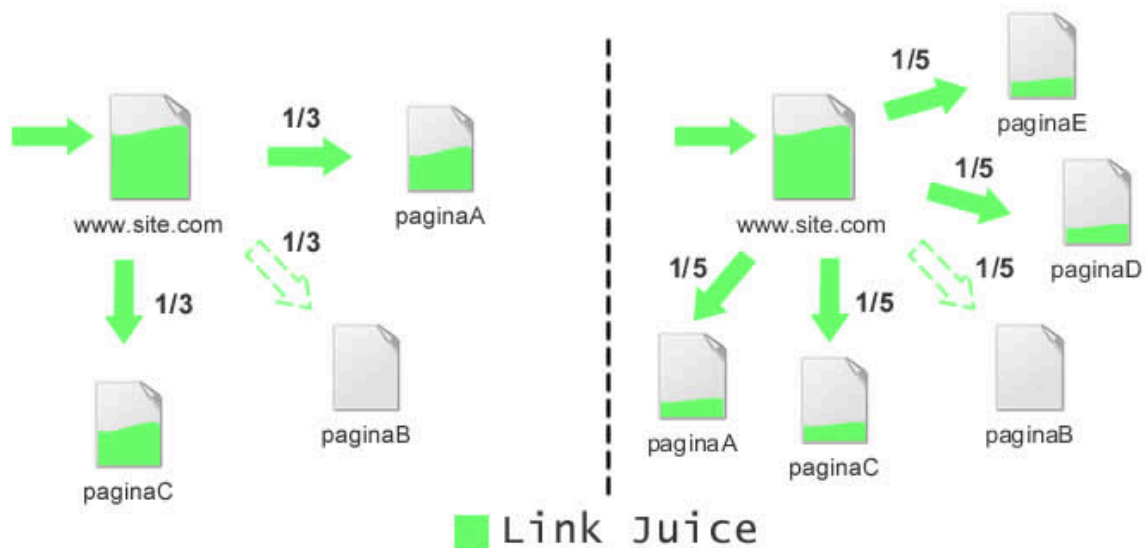 1/3
www.site.com
paginaA
1/3
1/3
paginaB
paginaC
1/5
paginaE
1/5
www.site.com
paginaD
1/5
1/5
1/5
paginaA
paginaC
paginaB
Link Juice